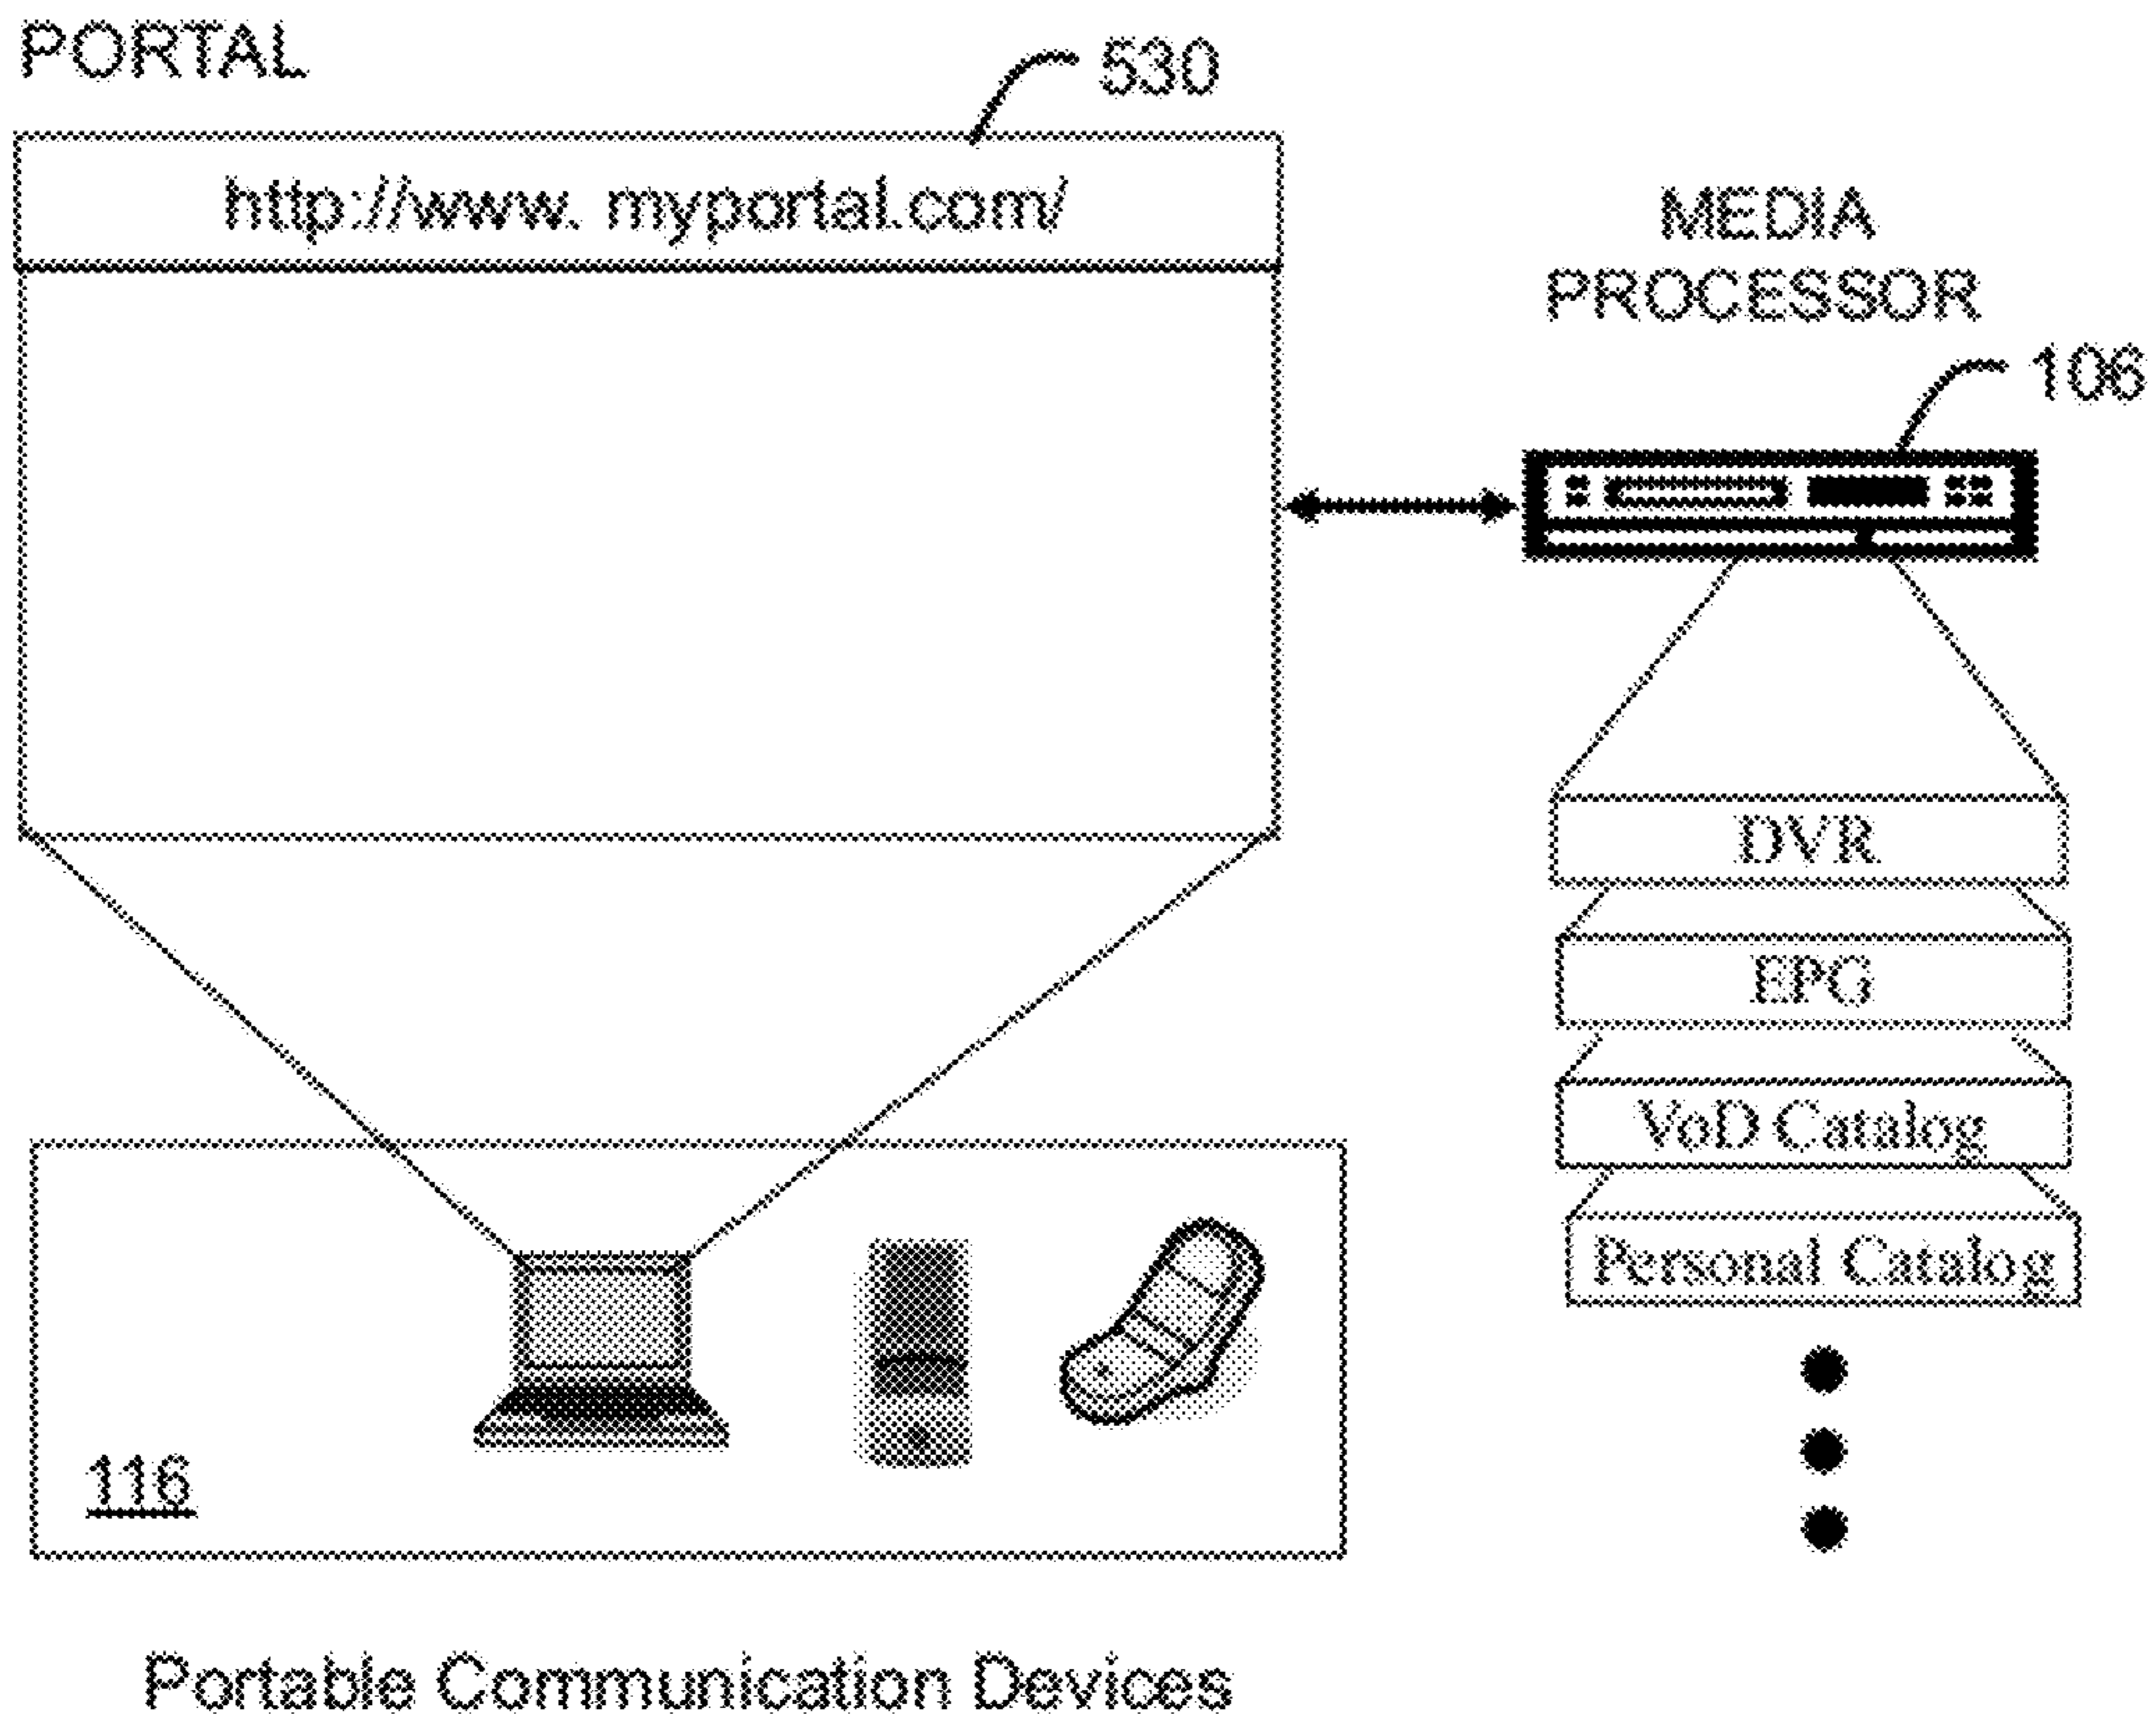 PORTAL
530
http://www. myportal.com/
MEDIA
PROCESSOR
106
DVR
EPG
VoD Catalog
Personal Catalog
116
Portable Communication Devices